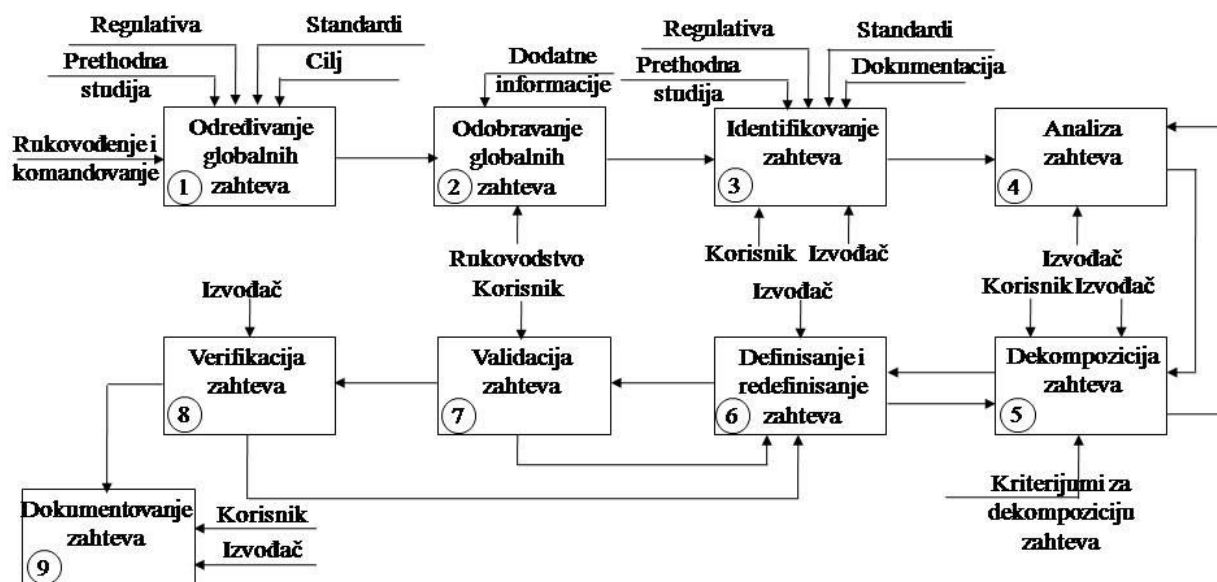 Regulativa
Standardi
Prethodna
studija
Cilj
Rukovođenje i
komandovanje
Određivanje
globalnih
zahteva
1
Dodatne
informacije
Odobravanje
globalnih
zahteva
2
Rukovodstvo
Regulativa
Standardi
Prethodna
studija
Dokumentacija
Identifikovanje
zahteva
3
Korisnik
Izvođač
Analiza
zahteva
4
Izvođač
Korisnik
Izvođač
Dekompozicija
zahteva
5
Kriterijumi za
dekompoziciju
zahteva
Izvođač
Definisanje i
redefinisanje
zahteva
6
Korisnik
Validacija
zahteva
7
Izvođač
Verifikacija
zahteva
8
Dokumentovanje
zahteva
9
Korisnik
Izvođač